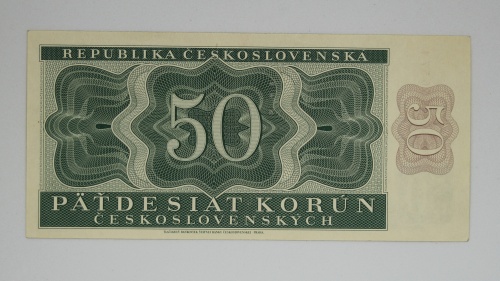 REPUBLIKA ČESKOSLOVENSKÁ
50
50
PÄŤDESIAT KORÚN
ČESKOSLOVENSKÝCH